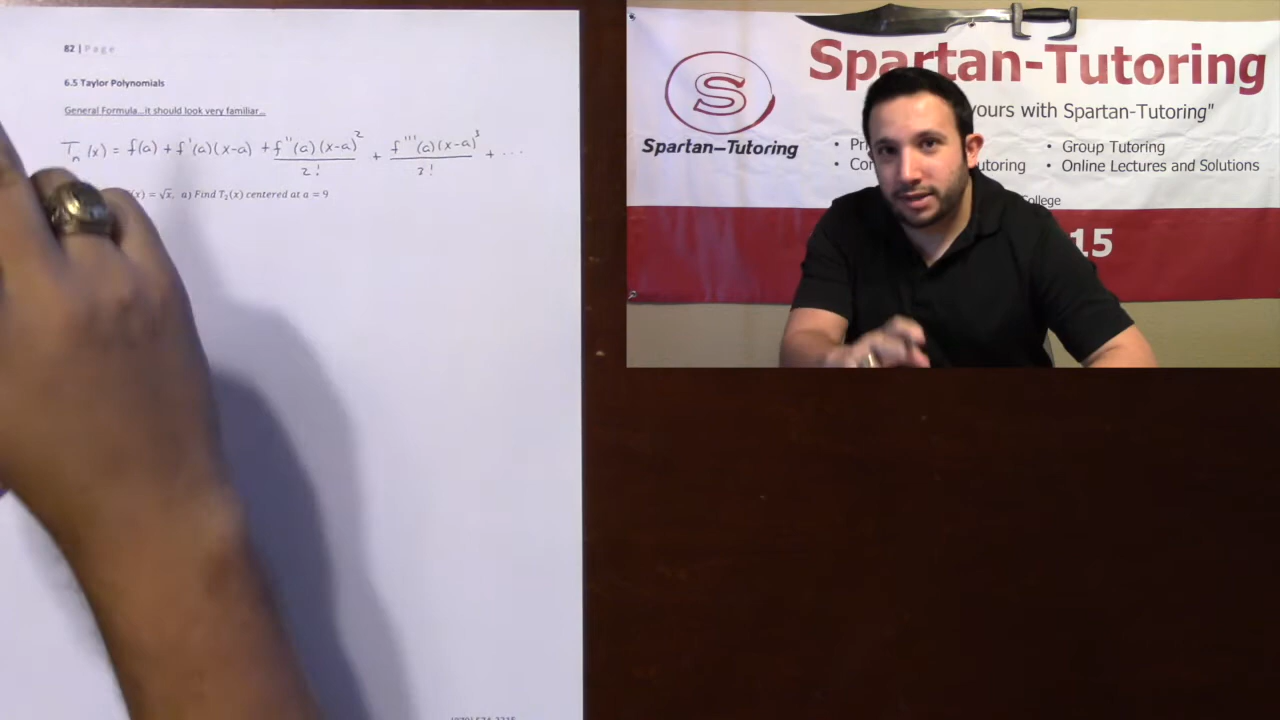 82 | Page
6.5 Taylor Polynomials
General Formula...it should look very familiar...
Tn (x) = f(a) + f'(a)(x-a) + f''(a)(x-a)^2 / 2! + f'''(a)(x-a)^3 / 3! + ...
(x) = √x, a) Find T3(x) centered at a = 9
S
Spartan-Tutoring
Spartan-Tutoring
yours with Spartan-Tutoring"
• Group Tutoring
Tutoring
• Online Lectures and Solutions
College
15